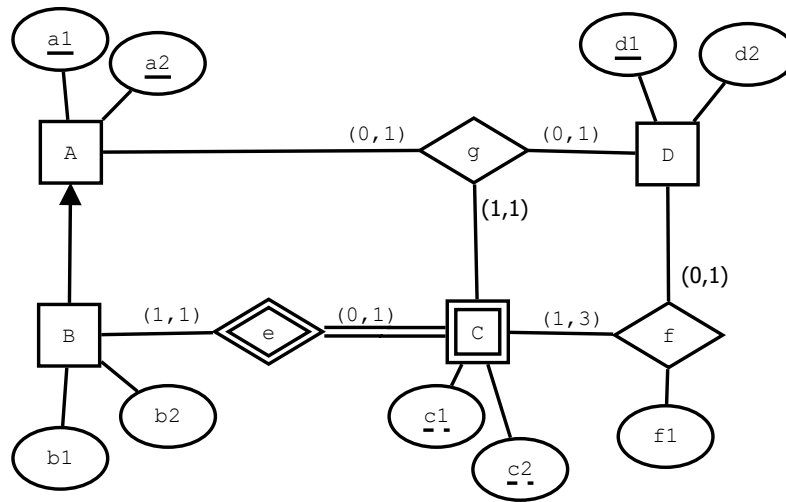 a1
a2
d1
d2
A
(0,1)
g
(0,1)
D
(1,1)
(0,1)
B
(1,1)
e
(0,1)
C
(1,3)
f
b1
b2
c1
c2
f1